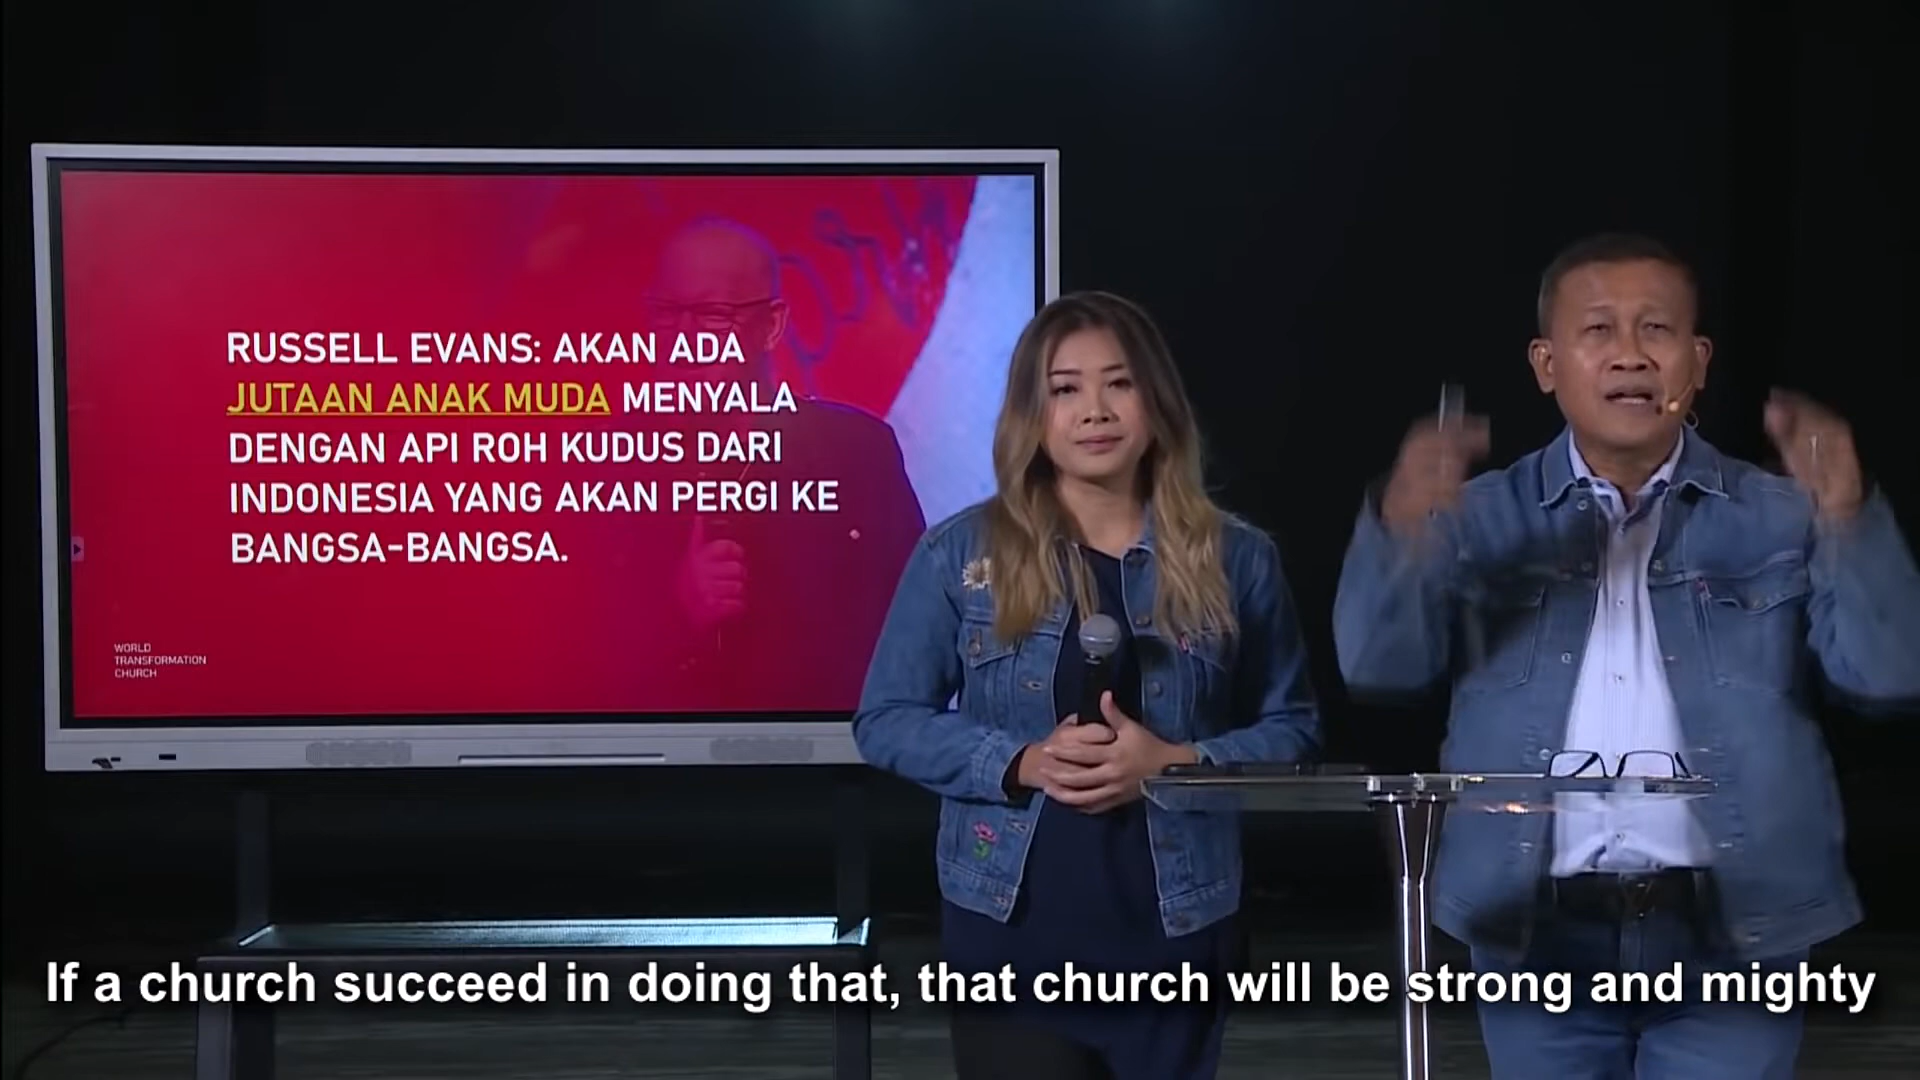 RUSSELL EVANS: AKAN ADA
JUTAAN ANAK MUDA MENYALA
DENGAN API ROH KUDUS DARI
INDONESIA YANG AKAN PERGI KE
BANGSA-BANGSA.
WORLD
TRANSFORMATION
CHURCH
If a church succeed in doing that, that church will be strong and mighty